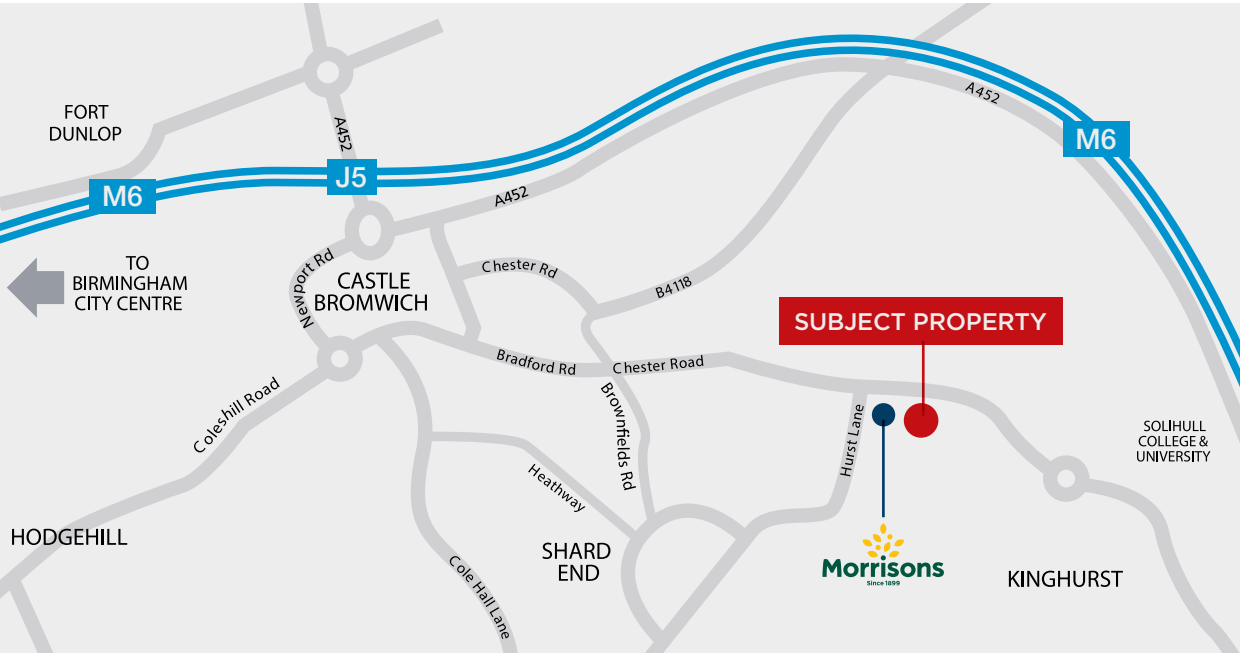 FORT
DUNLOP
A452
A452
M6
J5
M6
A452
TO
BIRMINGHAM
CITY CENTRE
Newport Rd
CASTLE
BROMWICH
Chester Rd
B4118
SUBJECT PROPERTY
Bradford Rd
Chester Road
Coleshill Road
Brownfields Rd
Hurst Lane
SOLIHULL
COLLEGE &
UNIVERSITY
Heathway
HODGEHILL
SHARD
END
Cole Hall Lane
Morrisons
Since 1899
KINGHURST